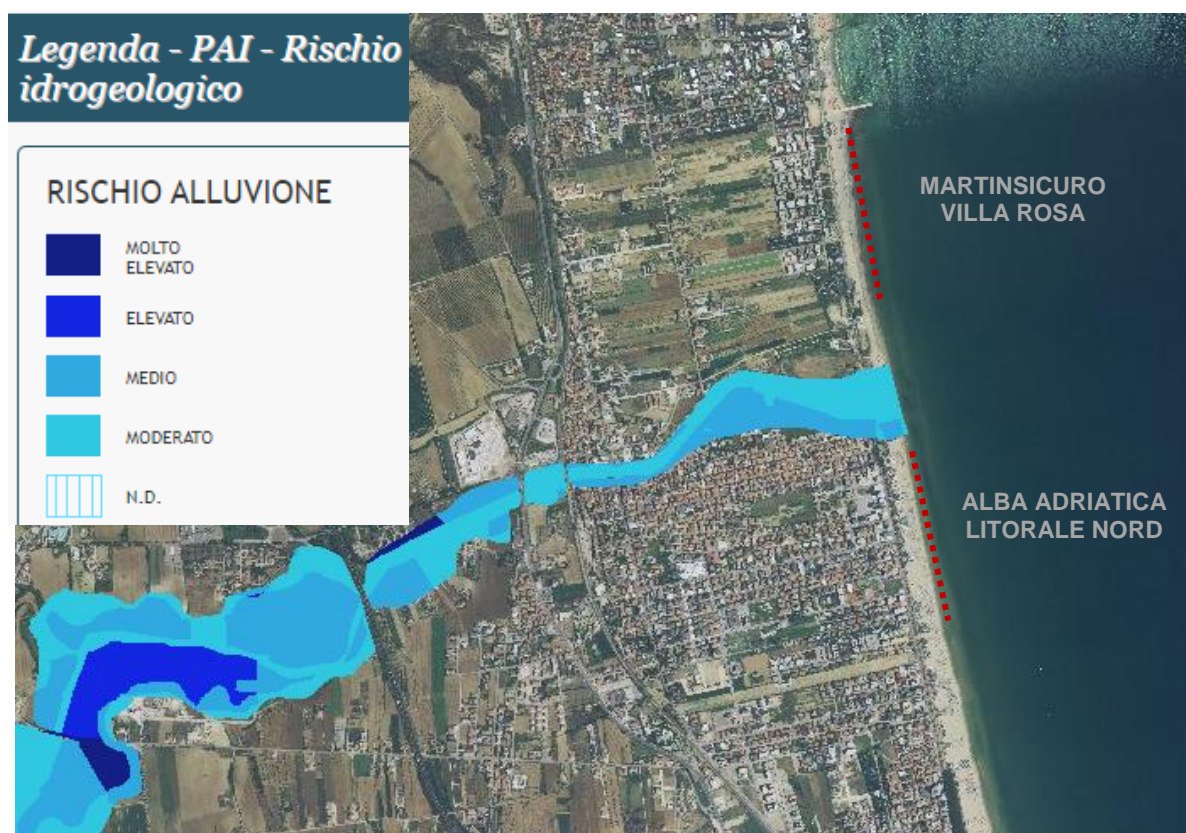 Legenda - PAI - Rischio
idrogeologico
RISCHIO ALLUVIONE
MOLTO
ELEVATO
ELEVATO
MEDIO
MODERATO
N.D.
MARTINSICURO
VILLA ROSA
ALBA ADRIATICA
LITORALE NORD